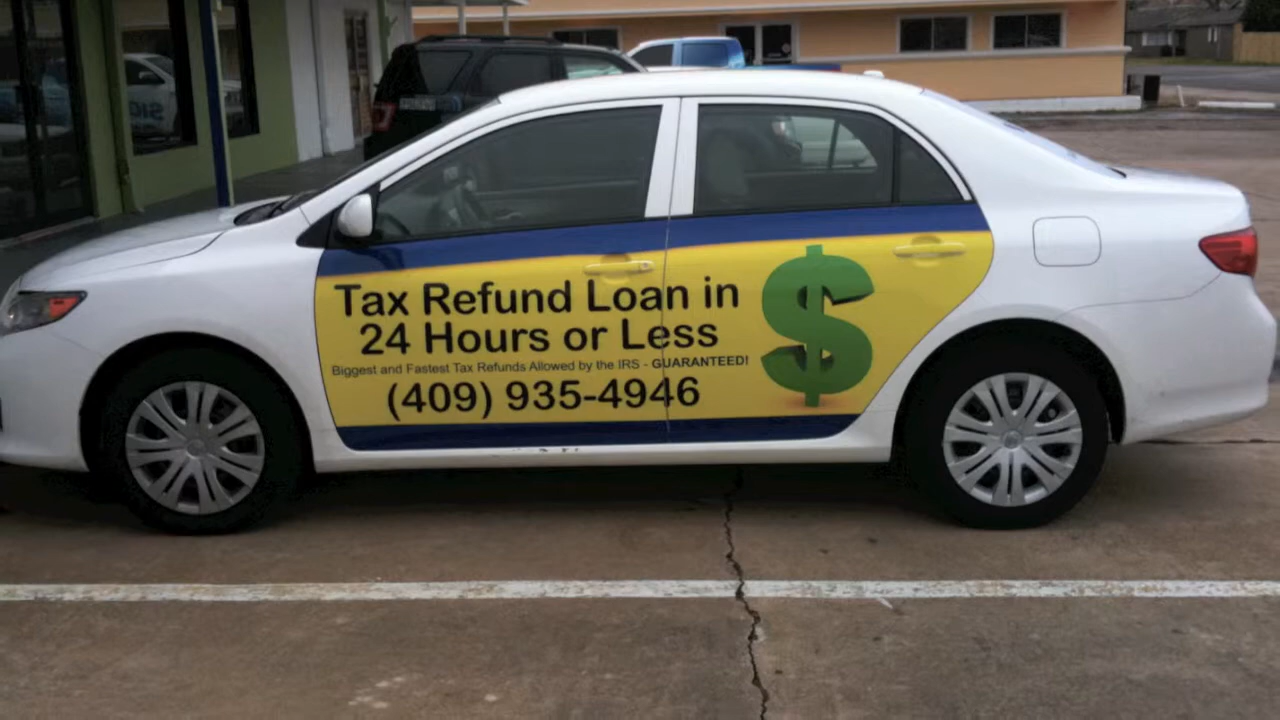 Tax Refund Loan in
24 Hours or Less
Biggest and Fastest Tax Refunds Allowed by the IRS - GUARANTEED!
(409) 935-4946
$